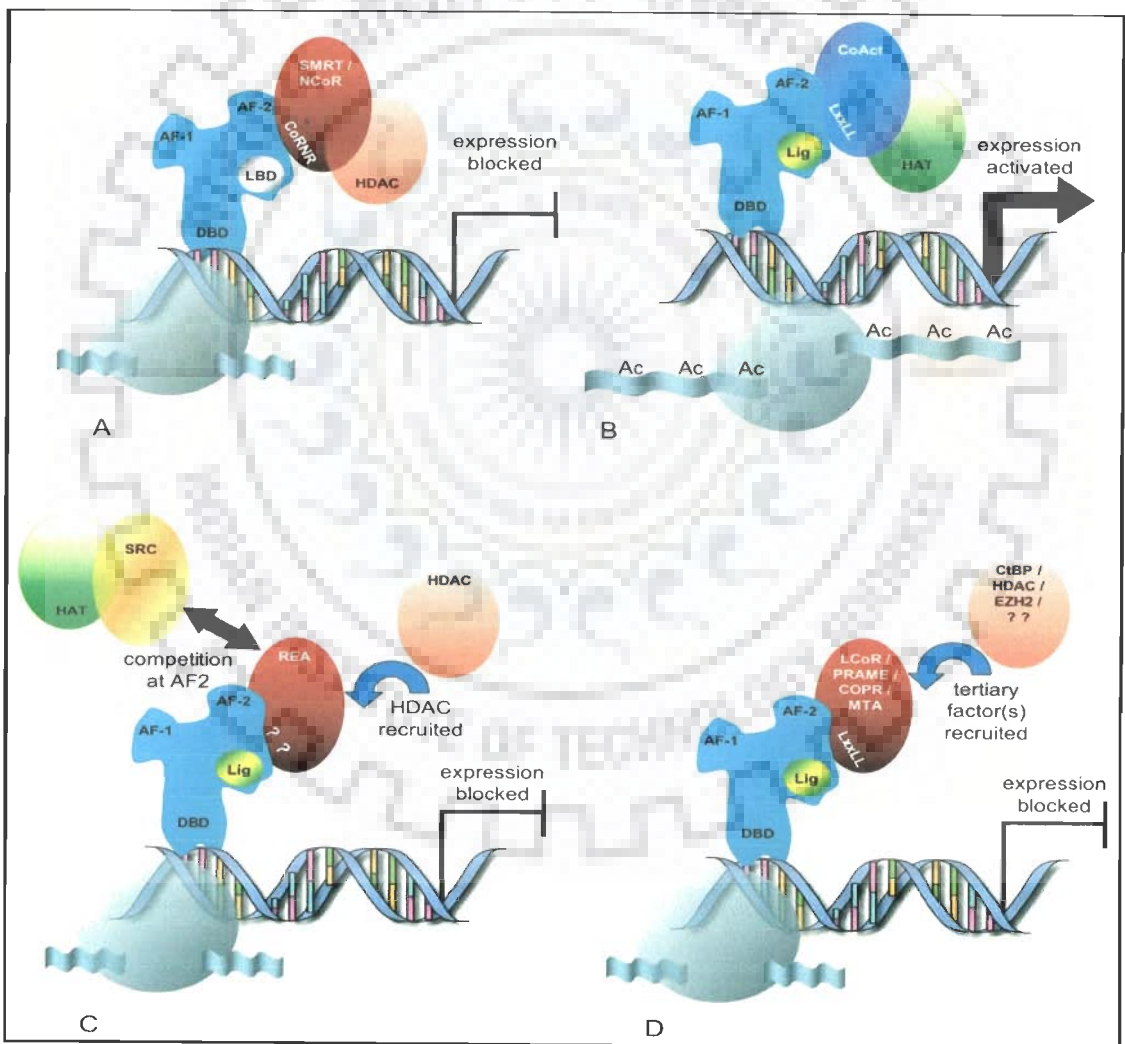 SMRT /
NCoR
AF-2
AF-1
CoRNR
LBD
HDAC
DBD
expression
blocked
A
CoAct
AF-2
AF-1
LxxLL
Lig
HAT
DBD
expression
activated
Ac
Ac
Ac
Ac
Ac
Ac
B
SRC
HAT
competition
at AF2
REA
HDAC
HDAC
recruited
AF-2
AF-1
? ?
Lig
DBD
expression
blocked
C
CtBP /
HDAC /
EZH2 /
? ?
LCoR /
PRAME /
COPR /
MTA
tertiary
factor(s)
recruited
AF-2
AF-1
LxxLL
Lig
DBD
expression
blocked
D
OF TECHN